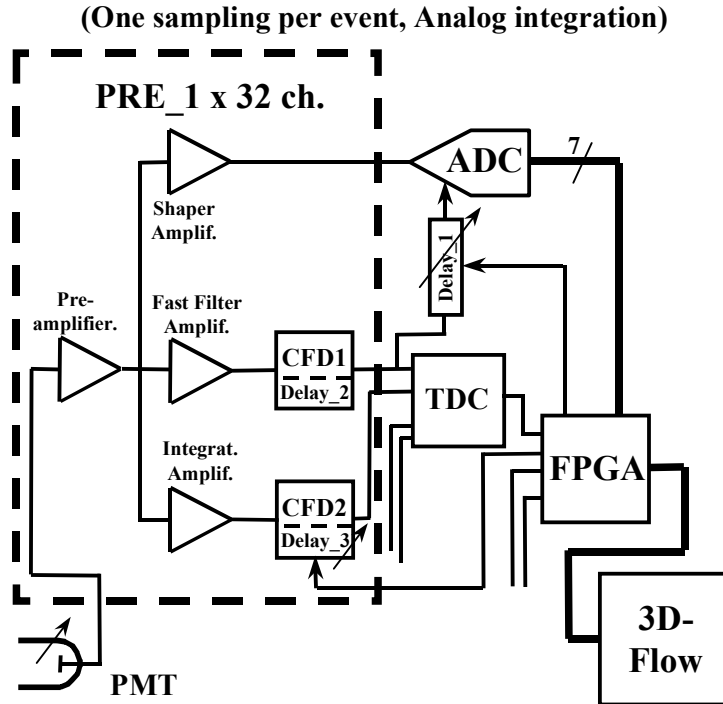 (One sampling per event, Analog integration)
PRE_1 x 32 ch.
7
ADC
Shaper
Amplif.
Delay_1
Pre-
amplifier.
Fast Filter
Amplif.
CFD1
Delay_2
TDC
Integrat.
Amplif.
CFD2
Delay_3
FPGA
3D-
Flow
PMT